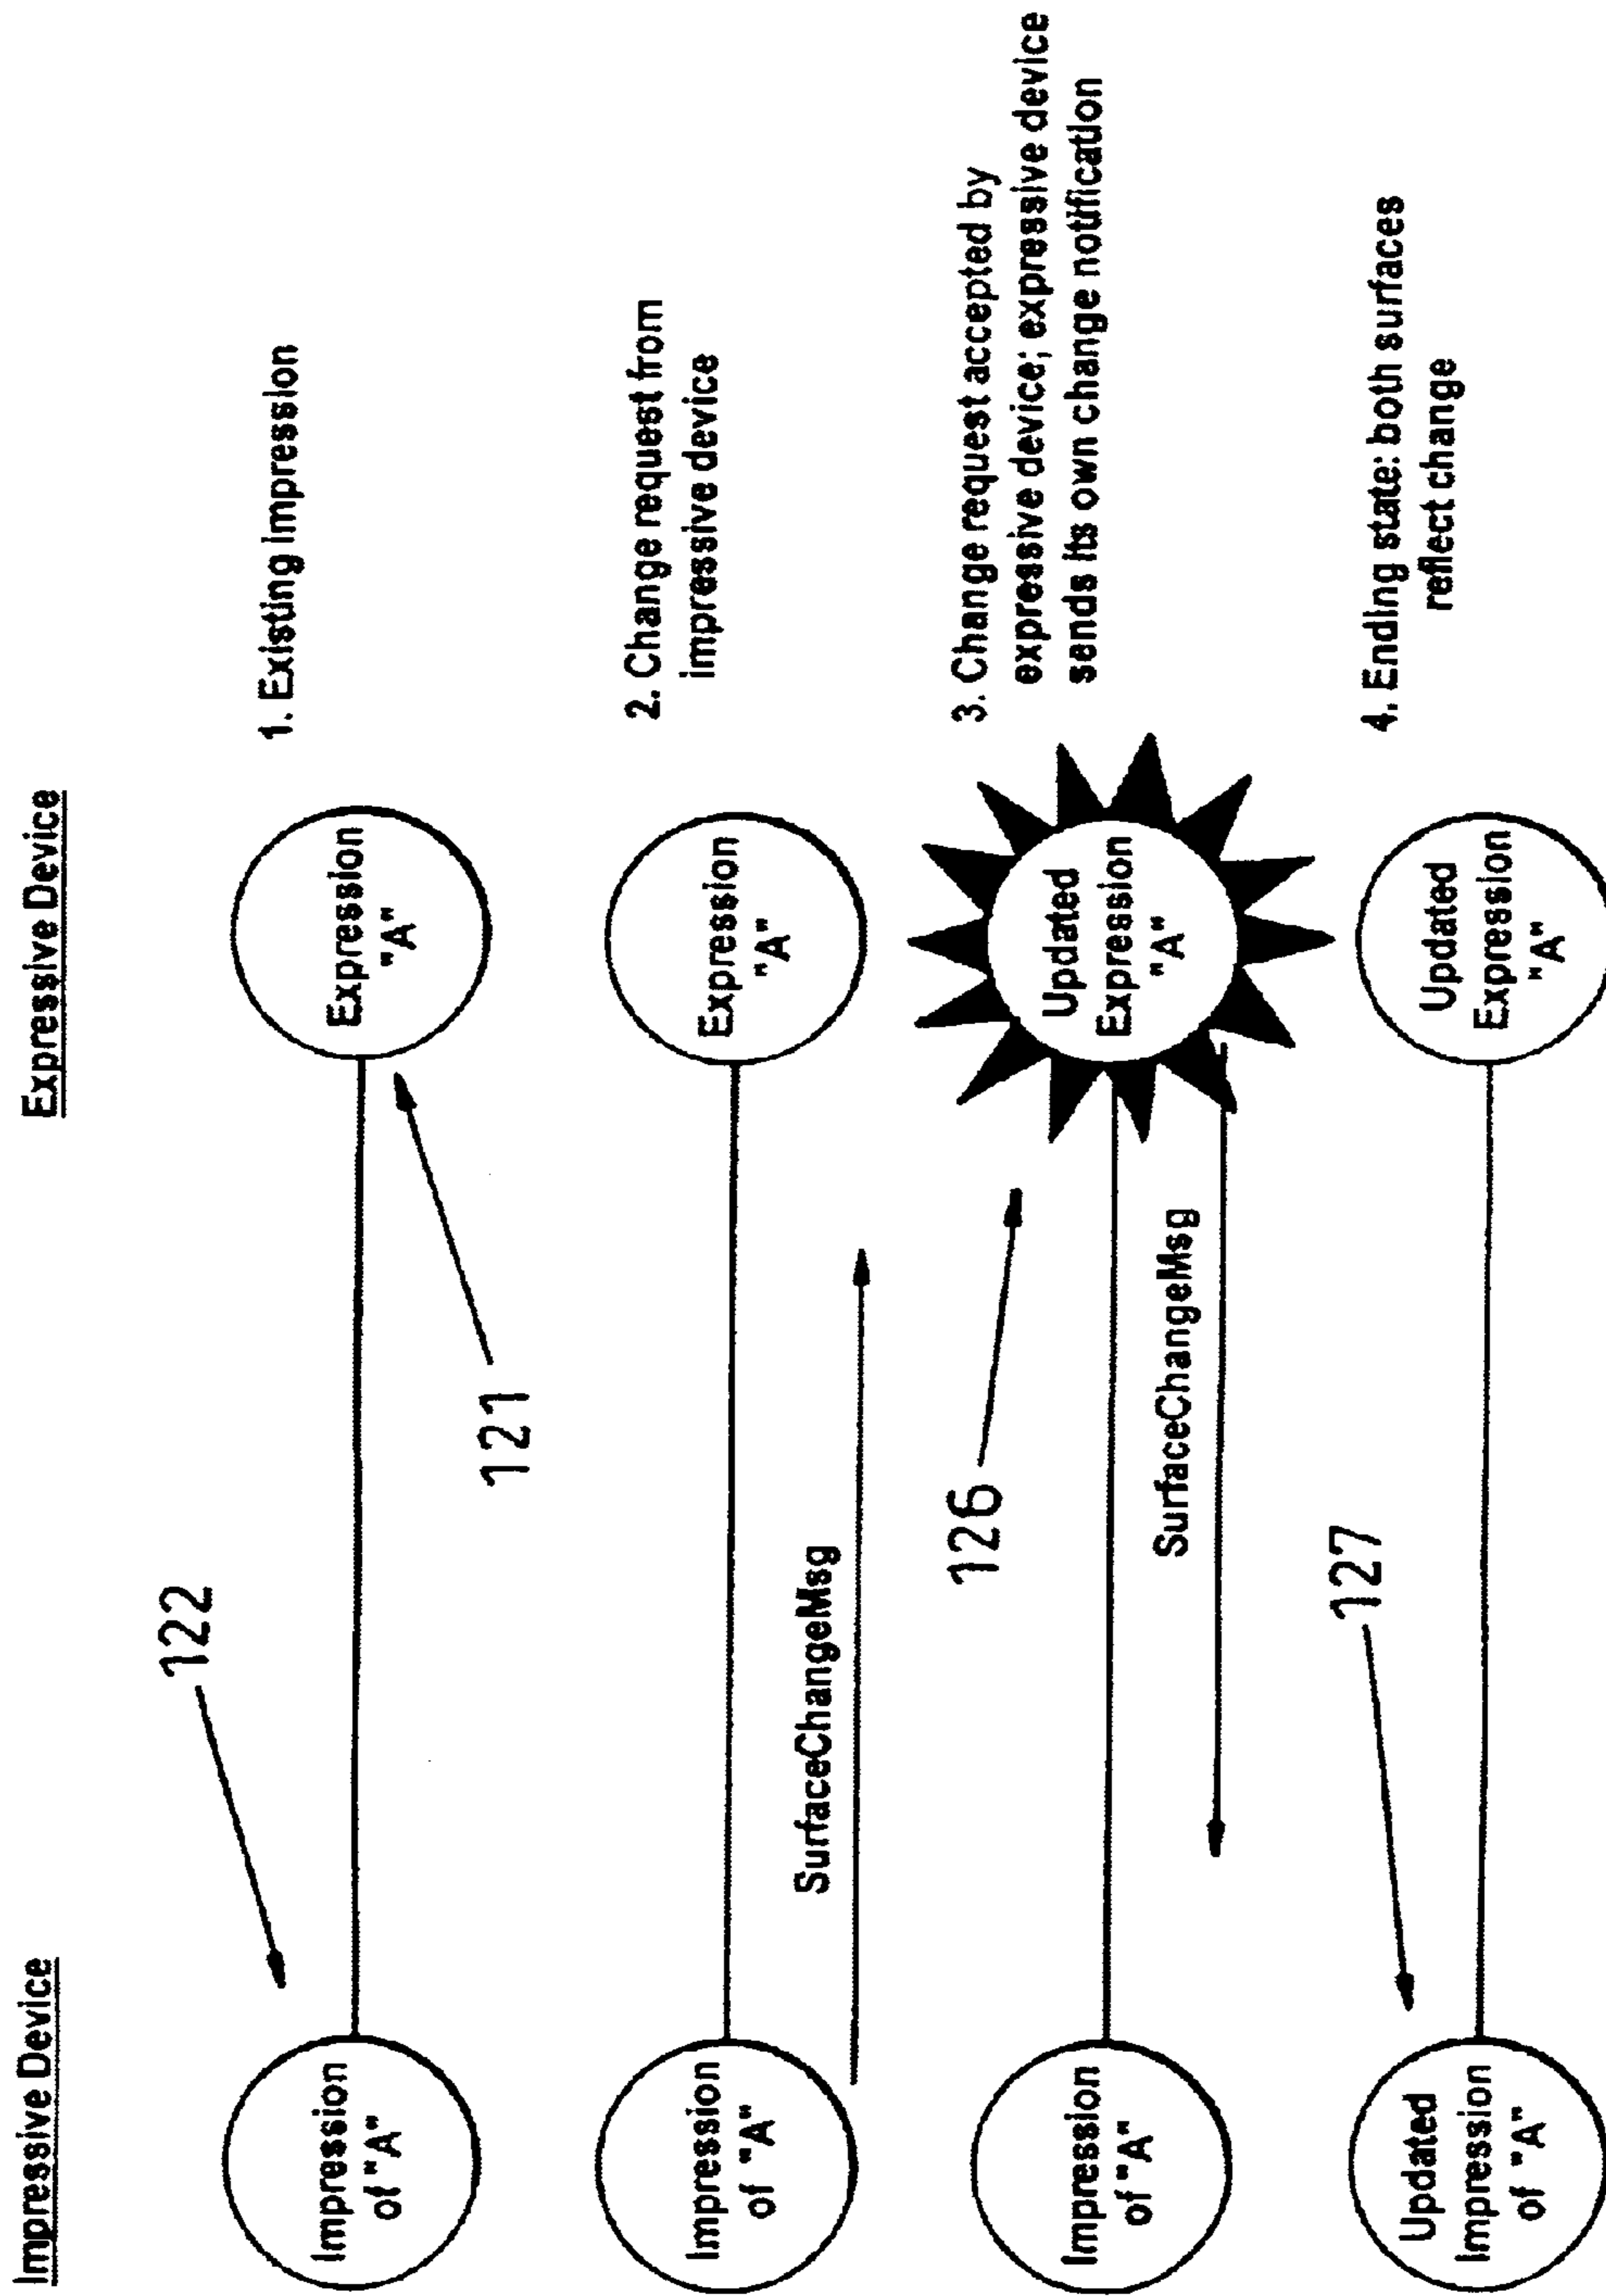 Impressive Device
Expressive Device
122
Impression
of "A"
Expression
"A"
121
1. Existing Impression
Impression
of "A"
Expression
"A"
SurfaceChangeMsg
2. Change request from
impressive device
126
Impression
of "A"
Updated
Expression
"A"
SurfaceChangeMsg
3. Change request accepted by
expressive device; expressive device
sends its own change notification
127
Updated
Impression
of "A"
Updated
Expression
"A"
4. Ending state: both surfaces
reflect change